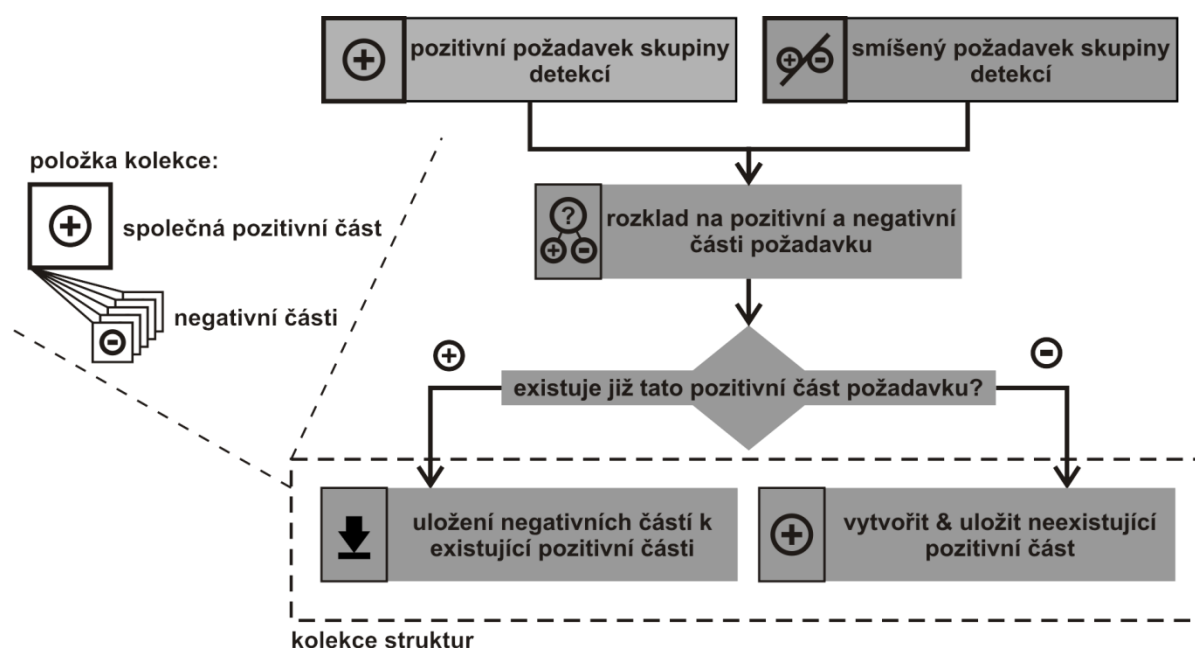 pozitivní požadavek skupiny
detekcí
smíšený požadavek skupiny
detekcí
položka kolekce:
společná pozitivní část
negativní části
?
rozklad na pozitivní a negativní
části požadavku
existuje již tato pozitivní část požadavku?
uložení negativních částí k
existující pozitivní části
vytvořit & uložit neexistující
pozitivní část
kolekce struktur